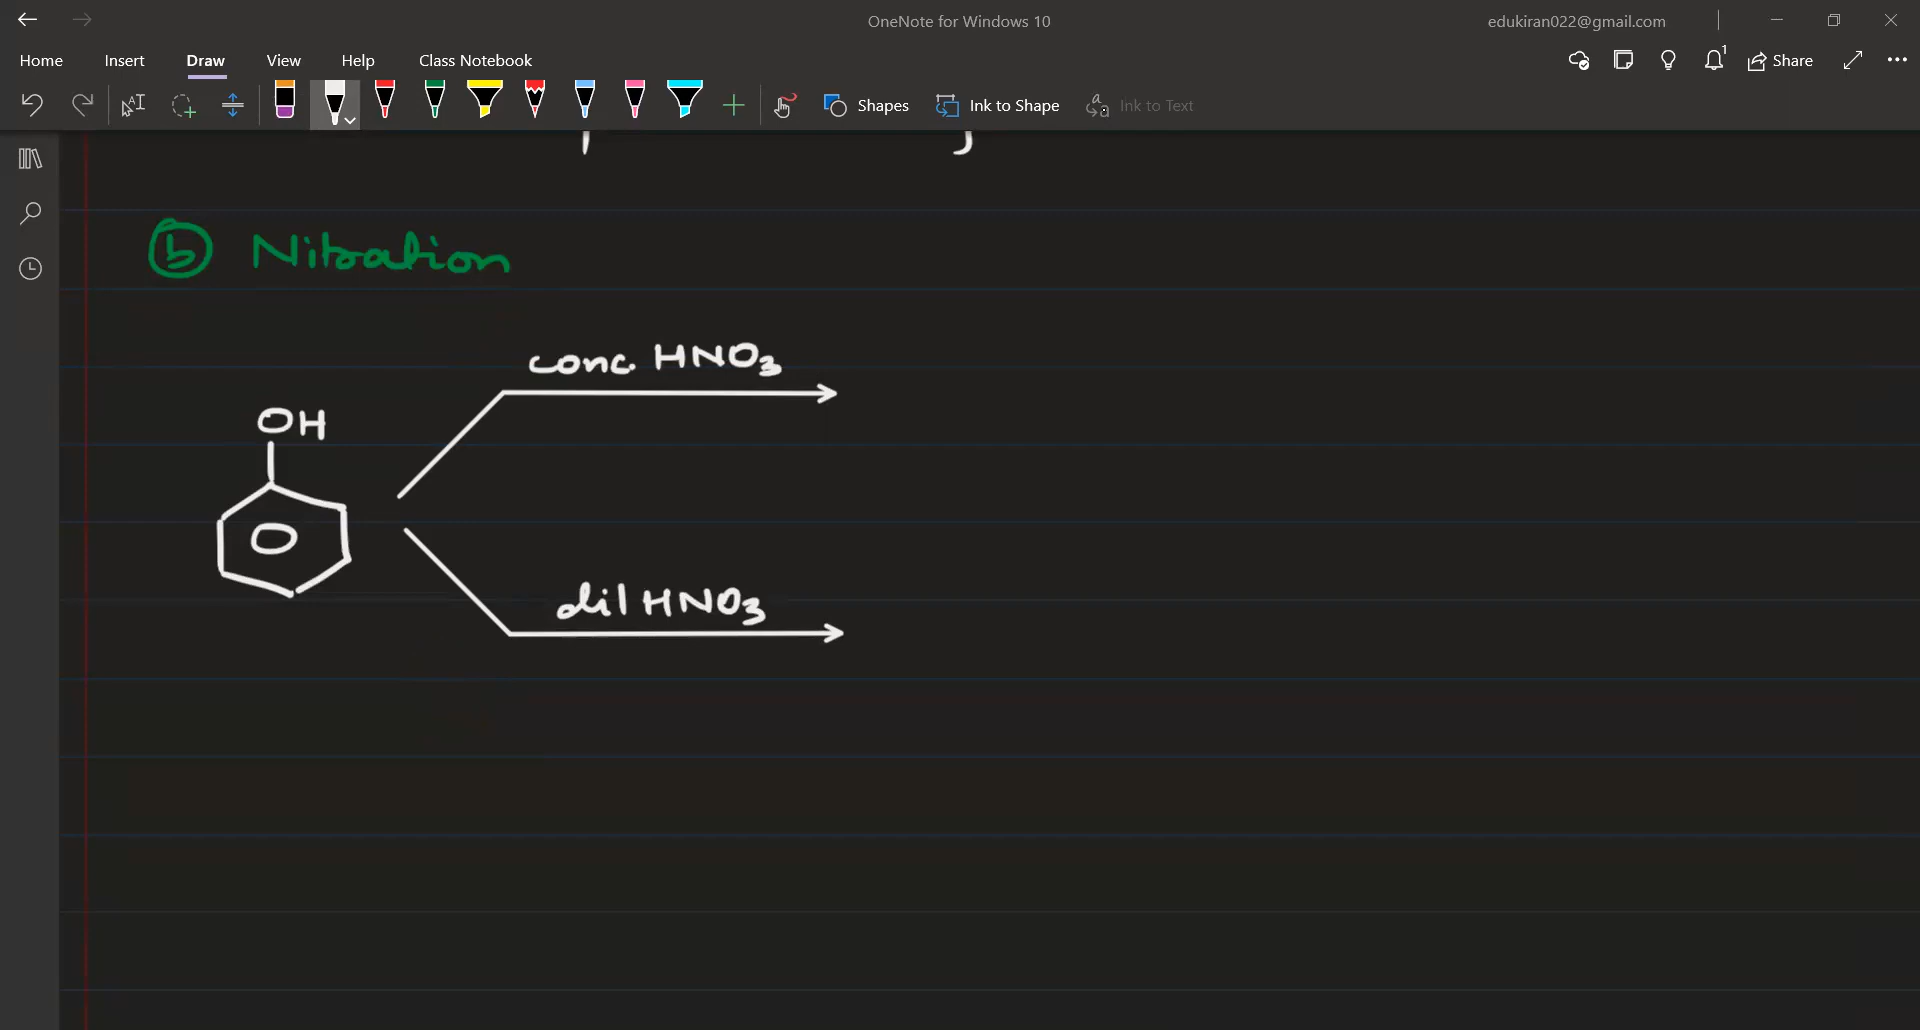 OneNote for Windows 10
edukiran022@gmail.com
Home Insert Draw View Help Class Notebook
1
Share
Shapes Ink to Shape Ink to Text
b Nitration
conc. HNO3
OH
dil HNO3